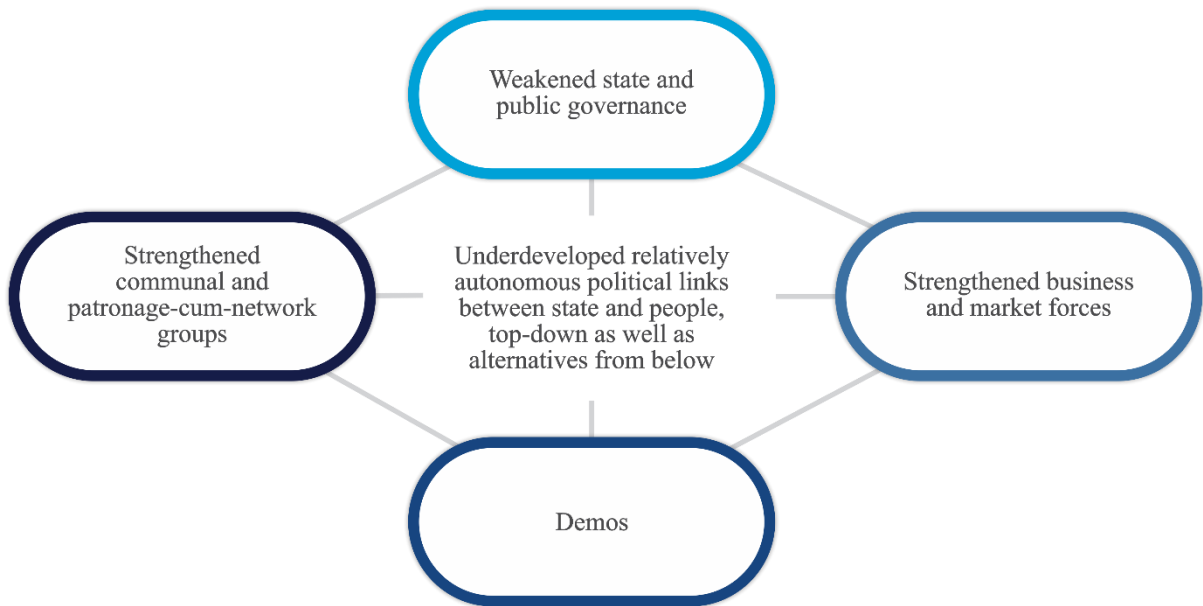 Weakened state and
public governance
Strengthened
communal and
patronage-cum-network
groups
Underdeveloped relatively
autonomous political links
between state and people,
top-down as well as
alternatives from below
Strengthened business
and market forces
Demos